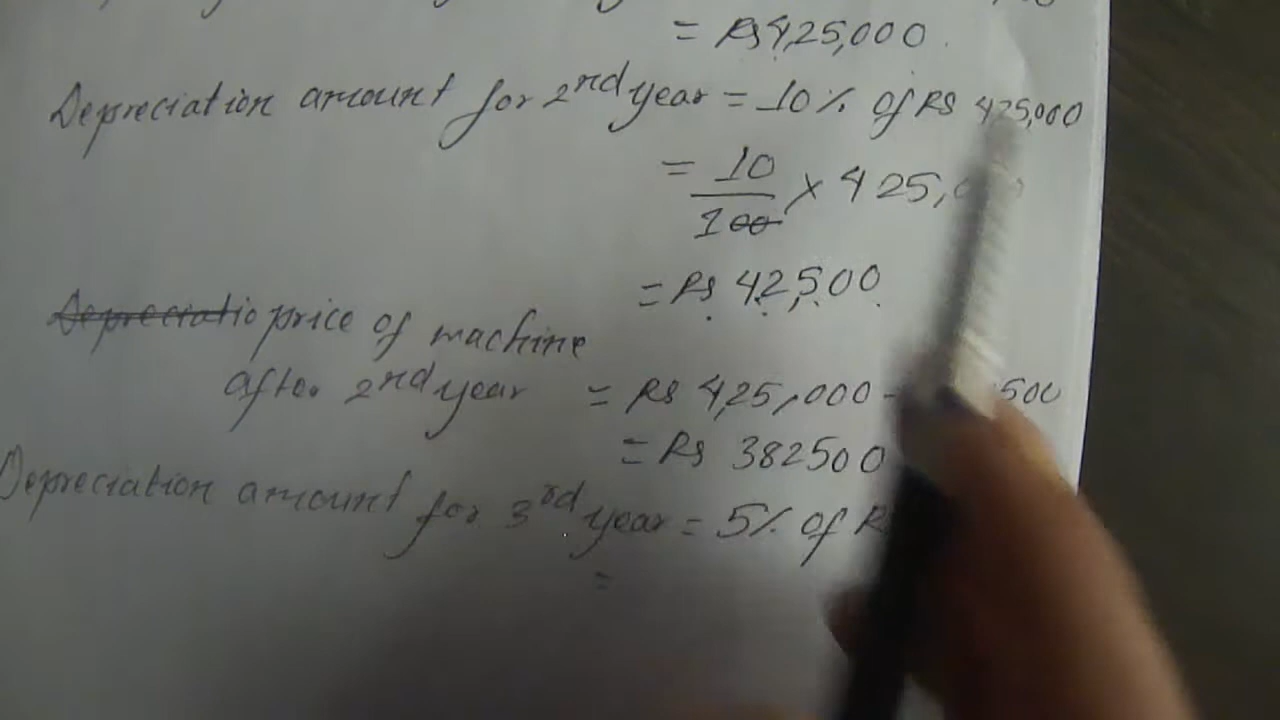 = Rs 425,000
Depreciation amount for 2nd year = 10% of Rs 425,000
= 10/100 × 425,
= Rs 42,500
Depreciatio price of machine
after 2nd year = Rs 425,000 - 500
= Rs 382500
Depreciation amount for 3rd year = 5% of R
=